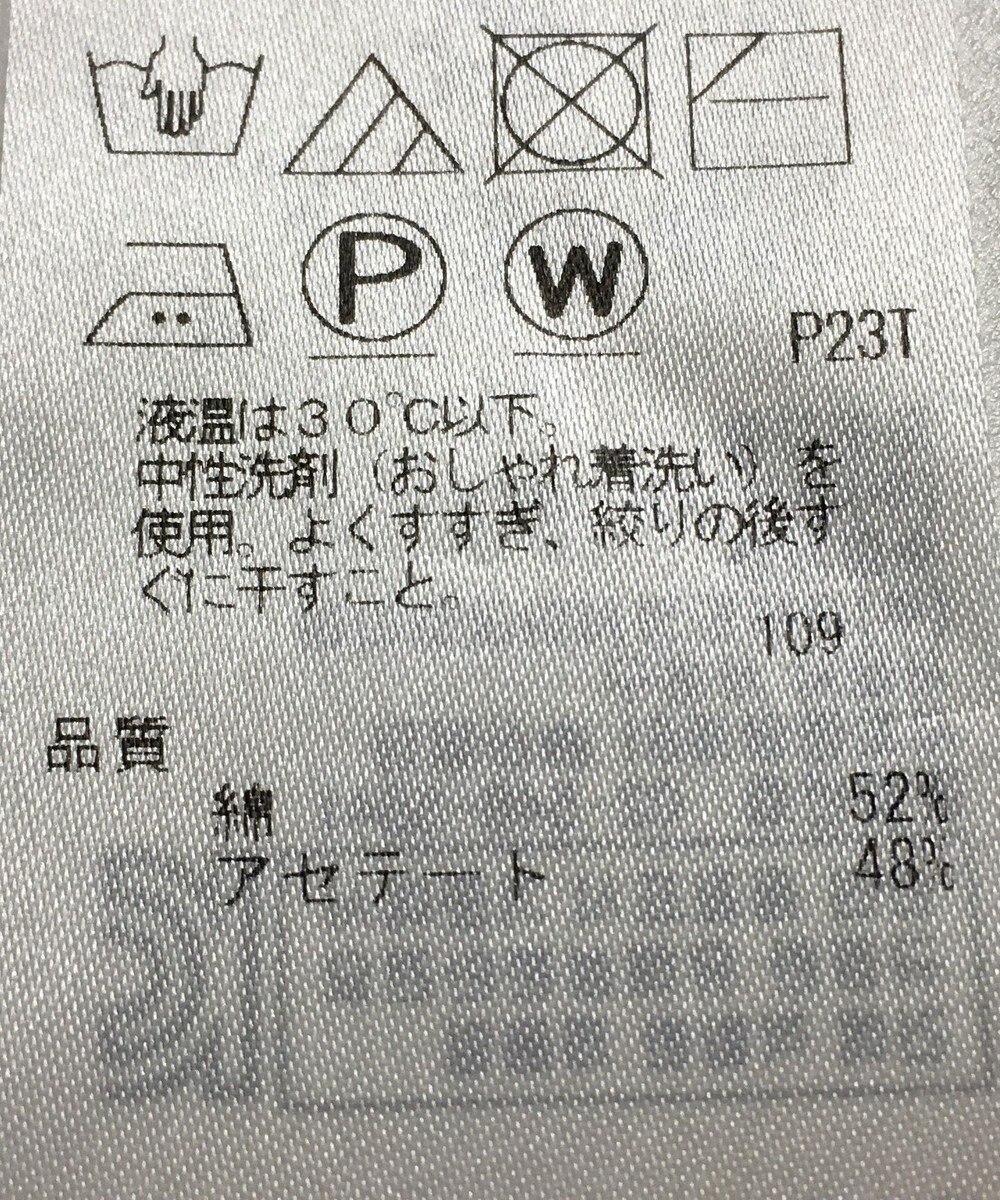 P
W
P23T
液温は30℃以下。
中性洗剤（おしゃれ着洗い）を
使用。よくすすぎ、絞りの後す
ぐに干すこと。
109
品質
綿 52%
アセテート 48%